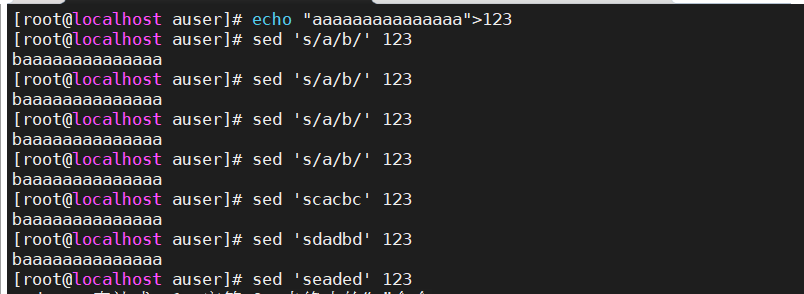 [root@localhost auser]# echo "aaaaaaaaaaaaaaa">123
[root@localhost auser]# sed 's/a/b/' 123
baaaaaaaaaaaaaa
[root@localhost auser]# sed 's/a/b/' 123
baaaaaaaaaaaaaa
[root@localhost auser]# sed 's/a/b/' 123
baaaaaaaaaaaaaa
[root@localhost auser]# sed 's/a/b/' 123
baaaaaaaaaaaaaa
[root@localhost auser]# sed 'scacbc' 123
baaaaaaaaaaaaaa
[root@localhost auser]# sed 'sdadbd' 123
baaaaaaaaaaaaaa
[root@localhost auser]# sed 'seaded' 123